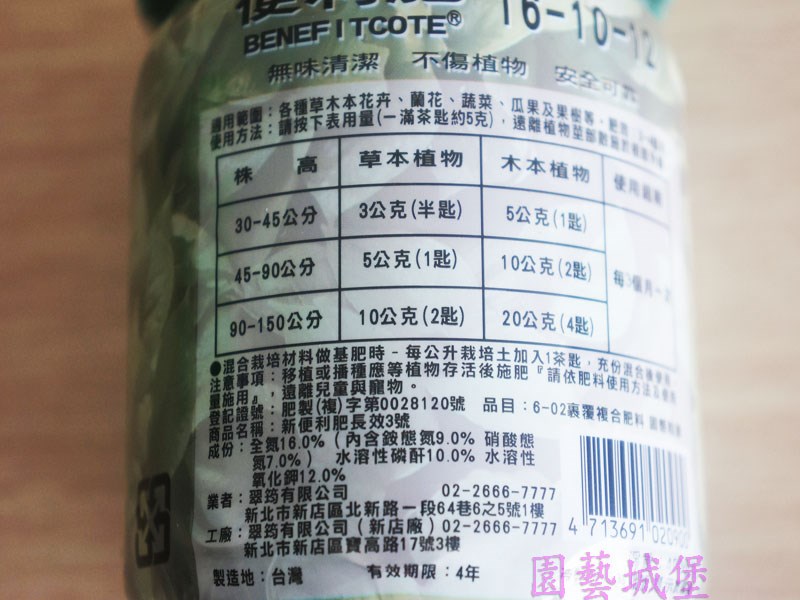 BENEFITCOTE® 16-10-12
無味清潔 不傷植物 安全可靠
適用範圍：各種草木本花卉、蘭花、蔬菜、瓜果及果樹等，
使用方法：請按下表用量(一滿茶匙約5克)，遠離植物莖部
株高 草本植物 木本植物 使用
30-45公分 3公克(半匙) 5公克(1匙)
45-90公分 5公克(1匙) 10公克(2匙) 每3個月一次
90-150公分 10公克(2匙) 20公克(4匙)
●混合栽培材料做基肥時－每公升栽培土加入1茶匙，充份混合後使用
注意事項：移植或播種應等植物存活後施肥『請依肥料使用方法及
量施用』，遠離兒童與寵物。
登記證號：肥製(複)字第0028120號 品目：6-02裹覆複合肥料
商品名稱：新便利肥長效3號
成份：全氮16.0%（內含銨態氮9.0% 硝酸態
氮7.0%） 水溶性磷酐10.0% 水溶性
氧化鉀12.0%
業者：翠筠有限公司 02-2666-7777
新北市新店區北新路一段64巷6之5號1樓
工廠：翠筠有限公司（新店廠）02-2666-7777
新北市新店區寶高路17號3樓
製造地：台灣 有效期限：4年
4 713691 02090
園藝城堡